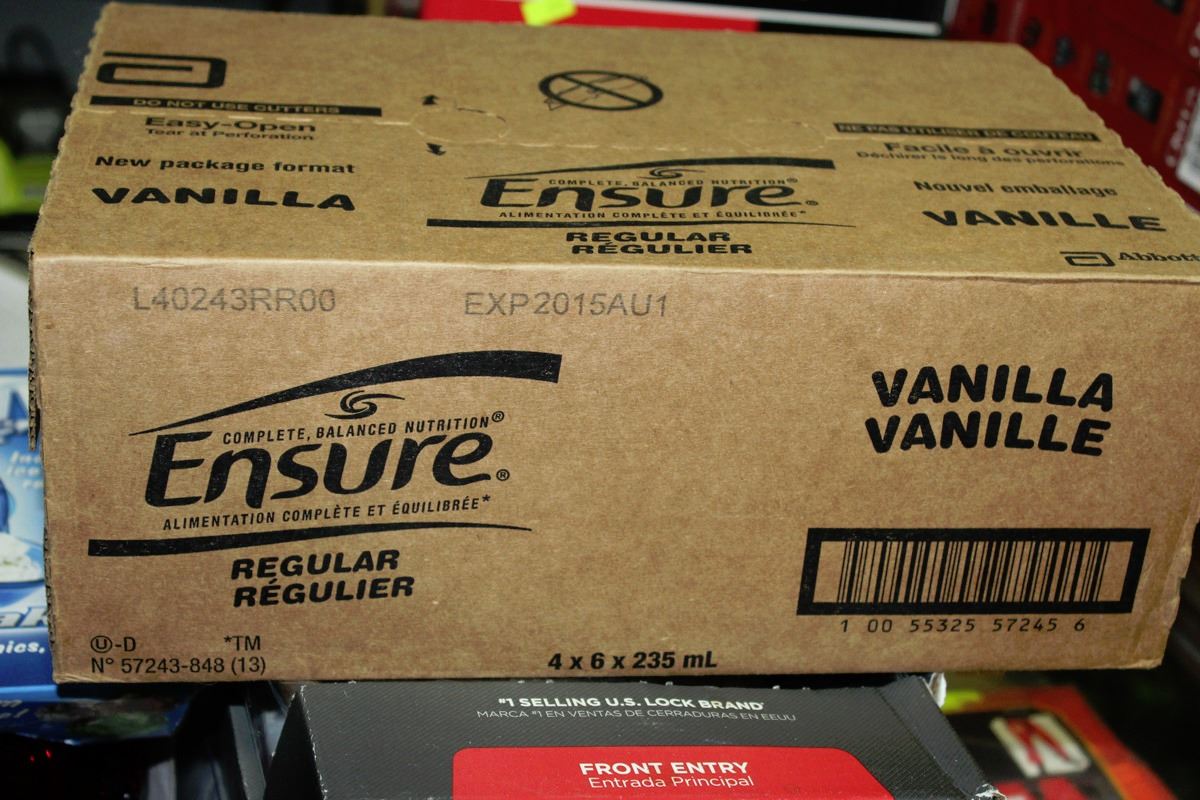 DO NOT USE CUTTERS
Easy-Open
Tear at Perforation
New package format
VANILLA
COMPLETE, BALANCED NUTRITION®
Ensure®
ALIMENTATION COMPLÈTE ET ÉQUILIBRÉE*
REGULAR
RÉGULIER
NE PAS UTILISER DE COUTEAU
Facile à ouvrir
Déchirer le long des perforations
Nouvel emballage
VANILLE
Abbott
L40243RR00 EXP2015AU1
COMPLETE, BALANCED NUTRITION®
Ensure®
ALIMENTATION COMPLÈTE ET ÉQUILIBRÉE*
REGULAR
RÉGULIER
VANILLA
VANILLE
1 00 55325 57245 6
Ⓤ-D *TM
N° 57243-848 (13)
4 x 6 x 235 mL
#1 SELLING U.S. LOCK BRAND
MARCA #1 EN VENTAS DE CERRADURAS EN EEUU
FRONT ENTRY
Entrada Principal